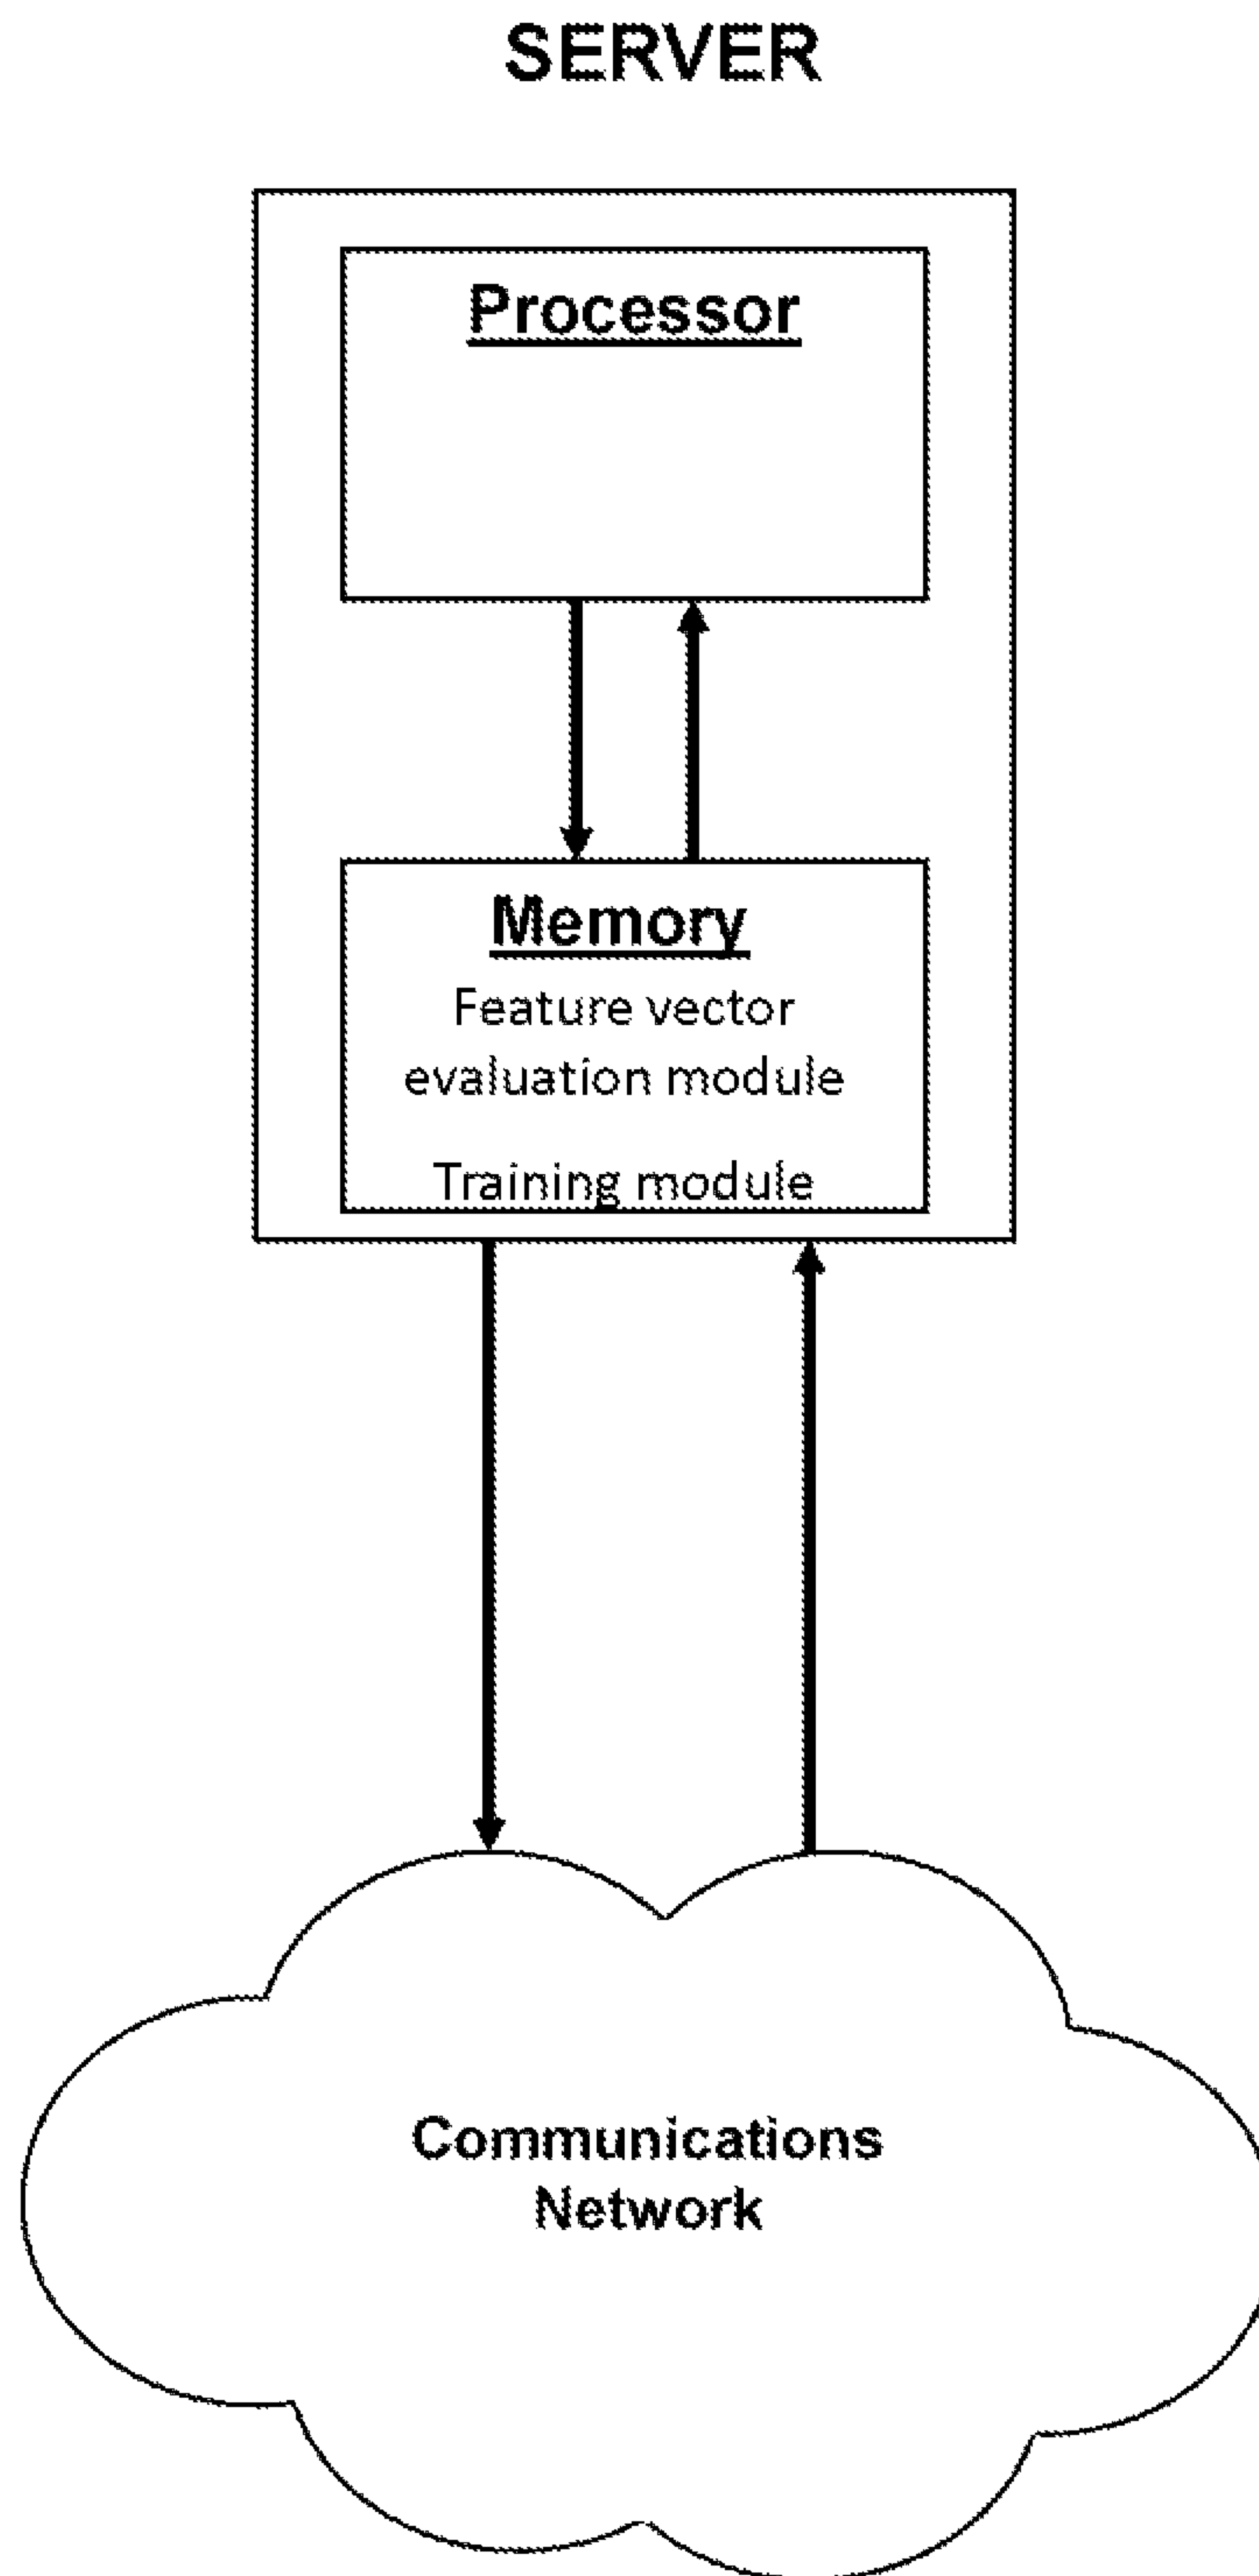 SERVER
Processor
Memory
Feature vector
evaluation module
Training module
Communications
Network